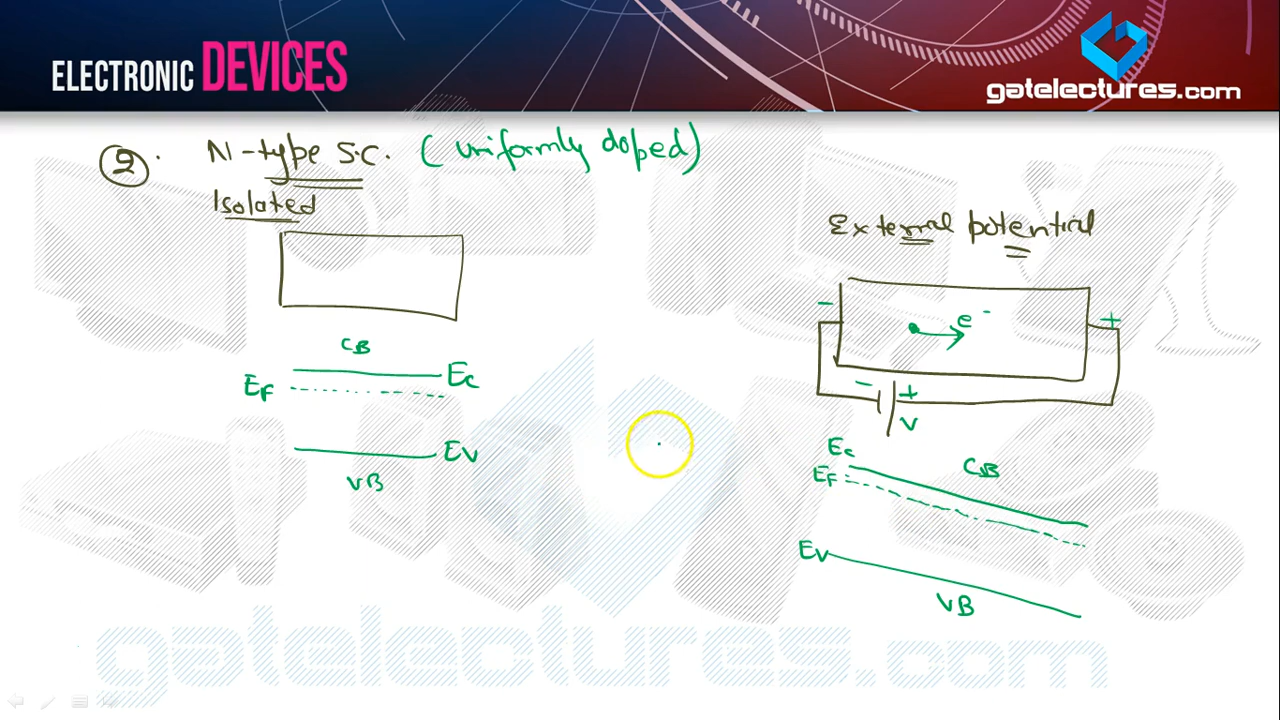 ELECTRONIC DEVICES
gatelectures.com
2. N-type S.C. (uniformly doped)
Isolated
CB
EF
EC
EV
VB
External potential
-
+
e-
-
+
V
EC
EF
CB
EV
VB
gatelectures.com